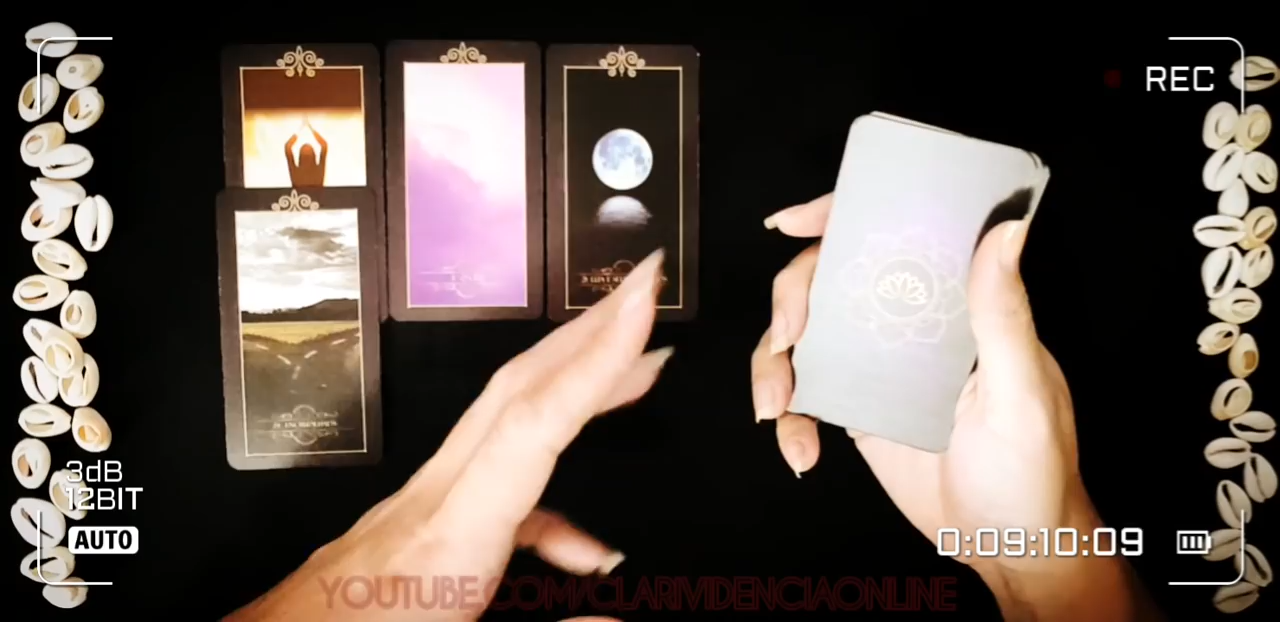 REC
3dB
12BIT
AUTO
0:09:10:09
YOUTUBE.COM/CLARIVIDENCIAONLINE